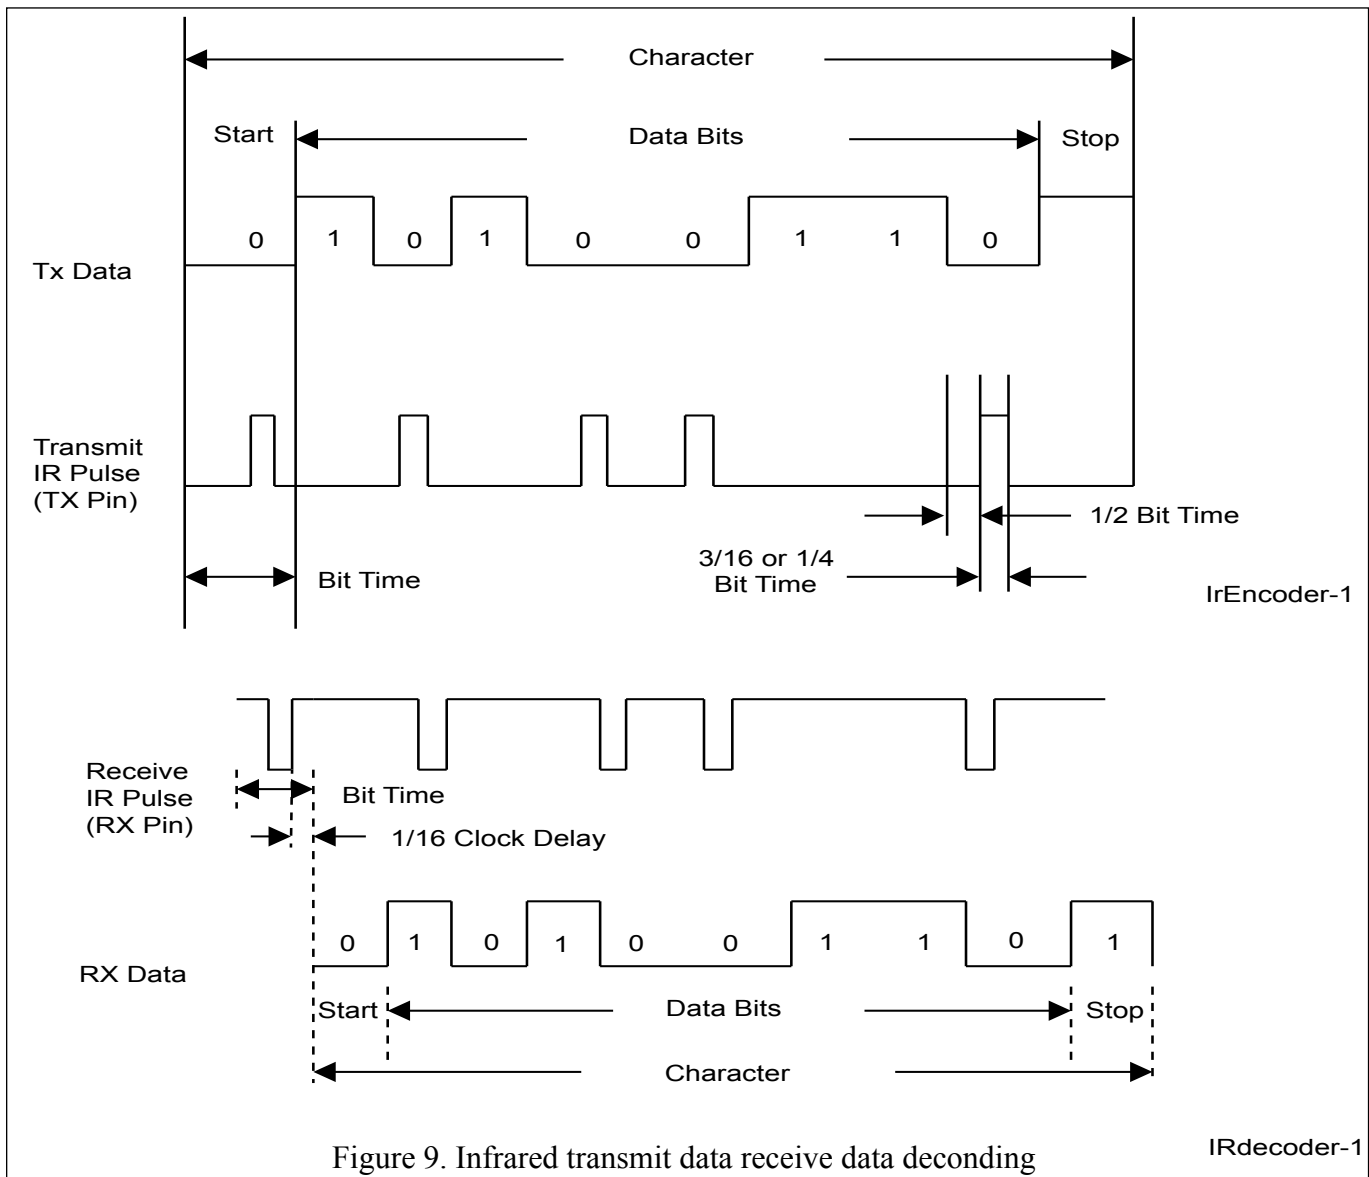 Character
Start
Data Bits
Stop
0 1 0 1 0 0 1 1 0
Tx Data
Transmit
IR Pulse
(TX Pin)
1/2 Bit Time
3/16 or 1/4
Bit Time
Bit Time
IrEncoder-1
Receive
IR Pulse
(RX Pin)
Bit Time
1/16 Clock Delay
0 1 0 1 0 0 1 1 0 1
RX Data
Start
Data Bits
Stop
Character
IRdecoder-1
Figure 9. Infrared transmit data receive data deconding